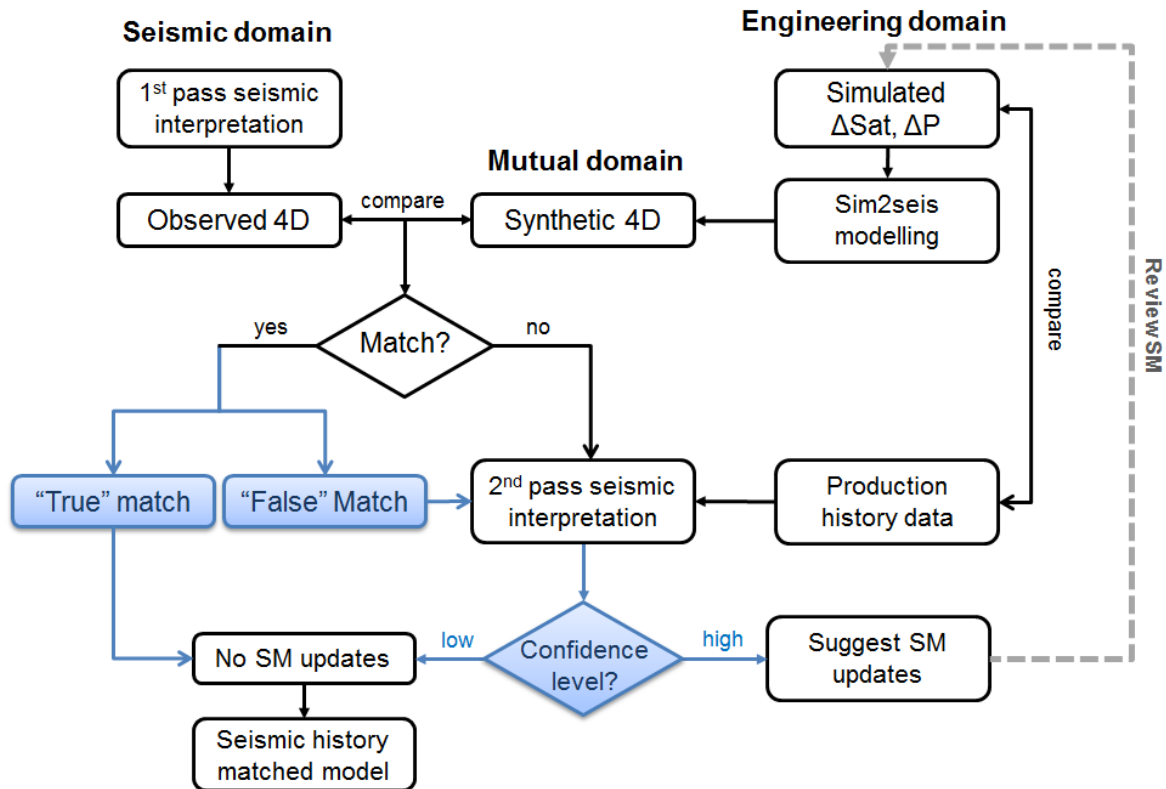 Seismic domain
Engineering domain
1st pass seismic
interpretation
Simulated
ΔSat, ΔP
Mutual domain
Observed 4D
compare
Synthetic 4D
Sim2seis
modelling
compare
Review SM
yes
Match?
no
“True” match
“False” Match
2nd pass seismic
interpretation
Production
history data
No SM updates
low
Confidence
level?
high
Suggest SM
updates
Seismic history
matched model